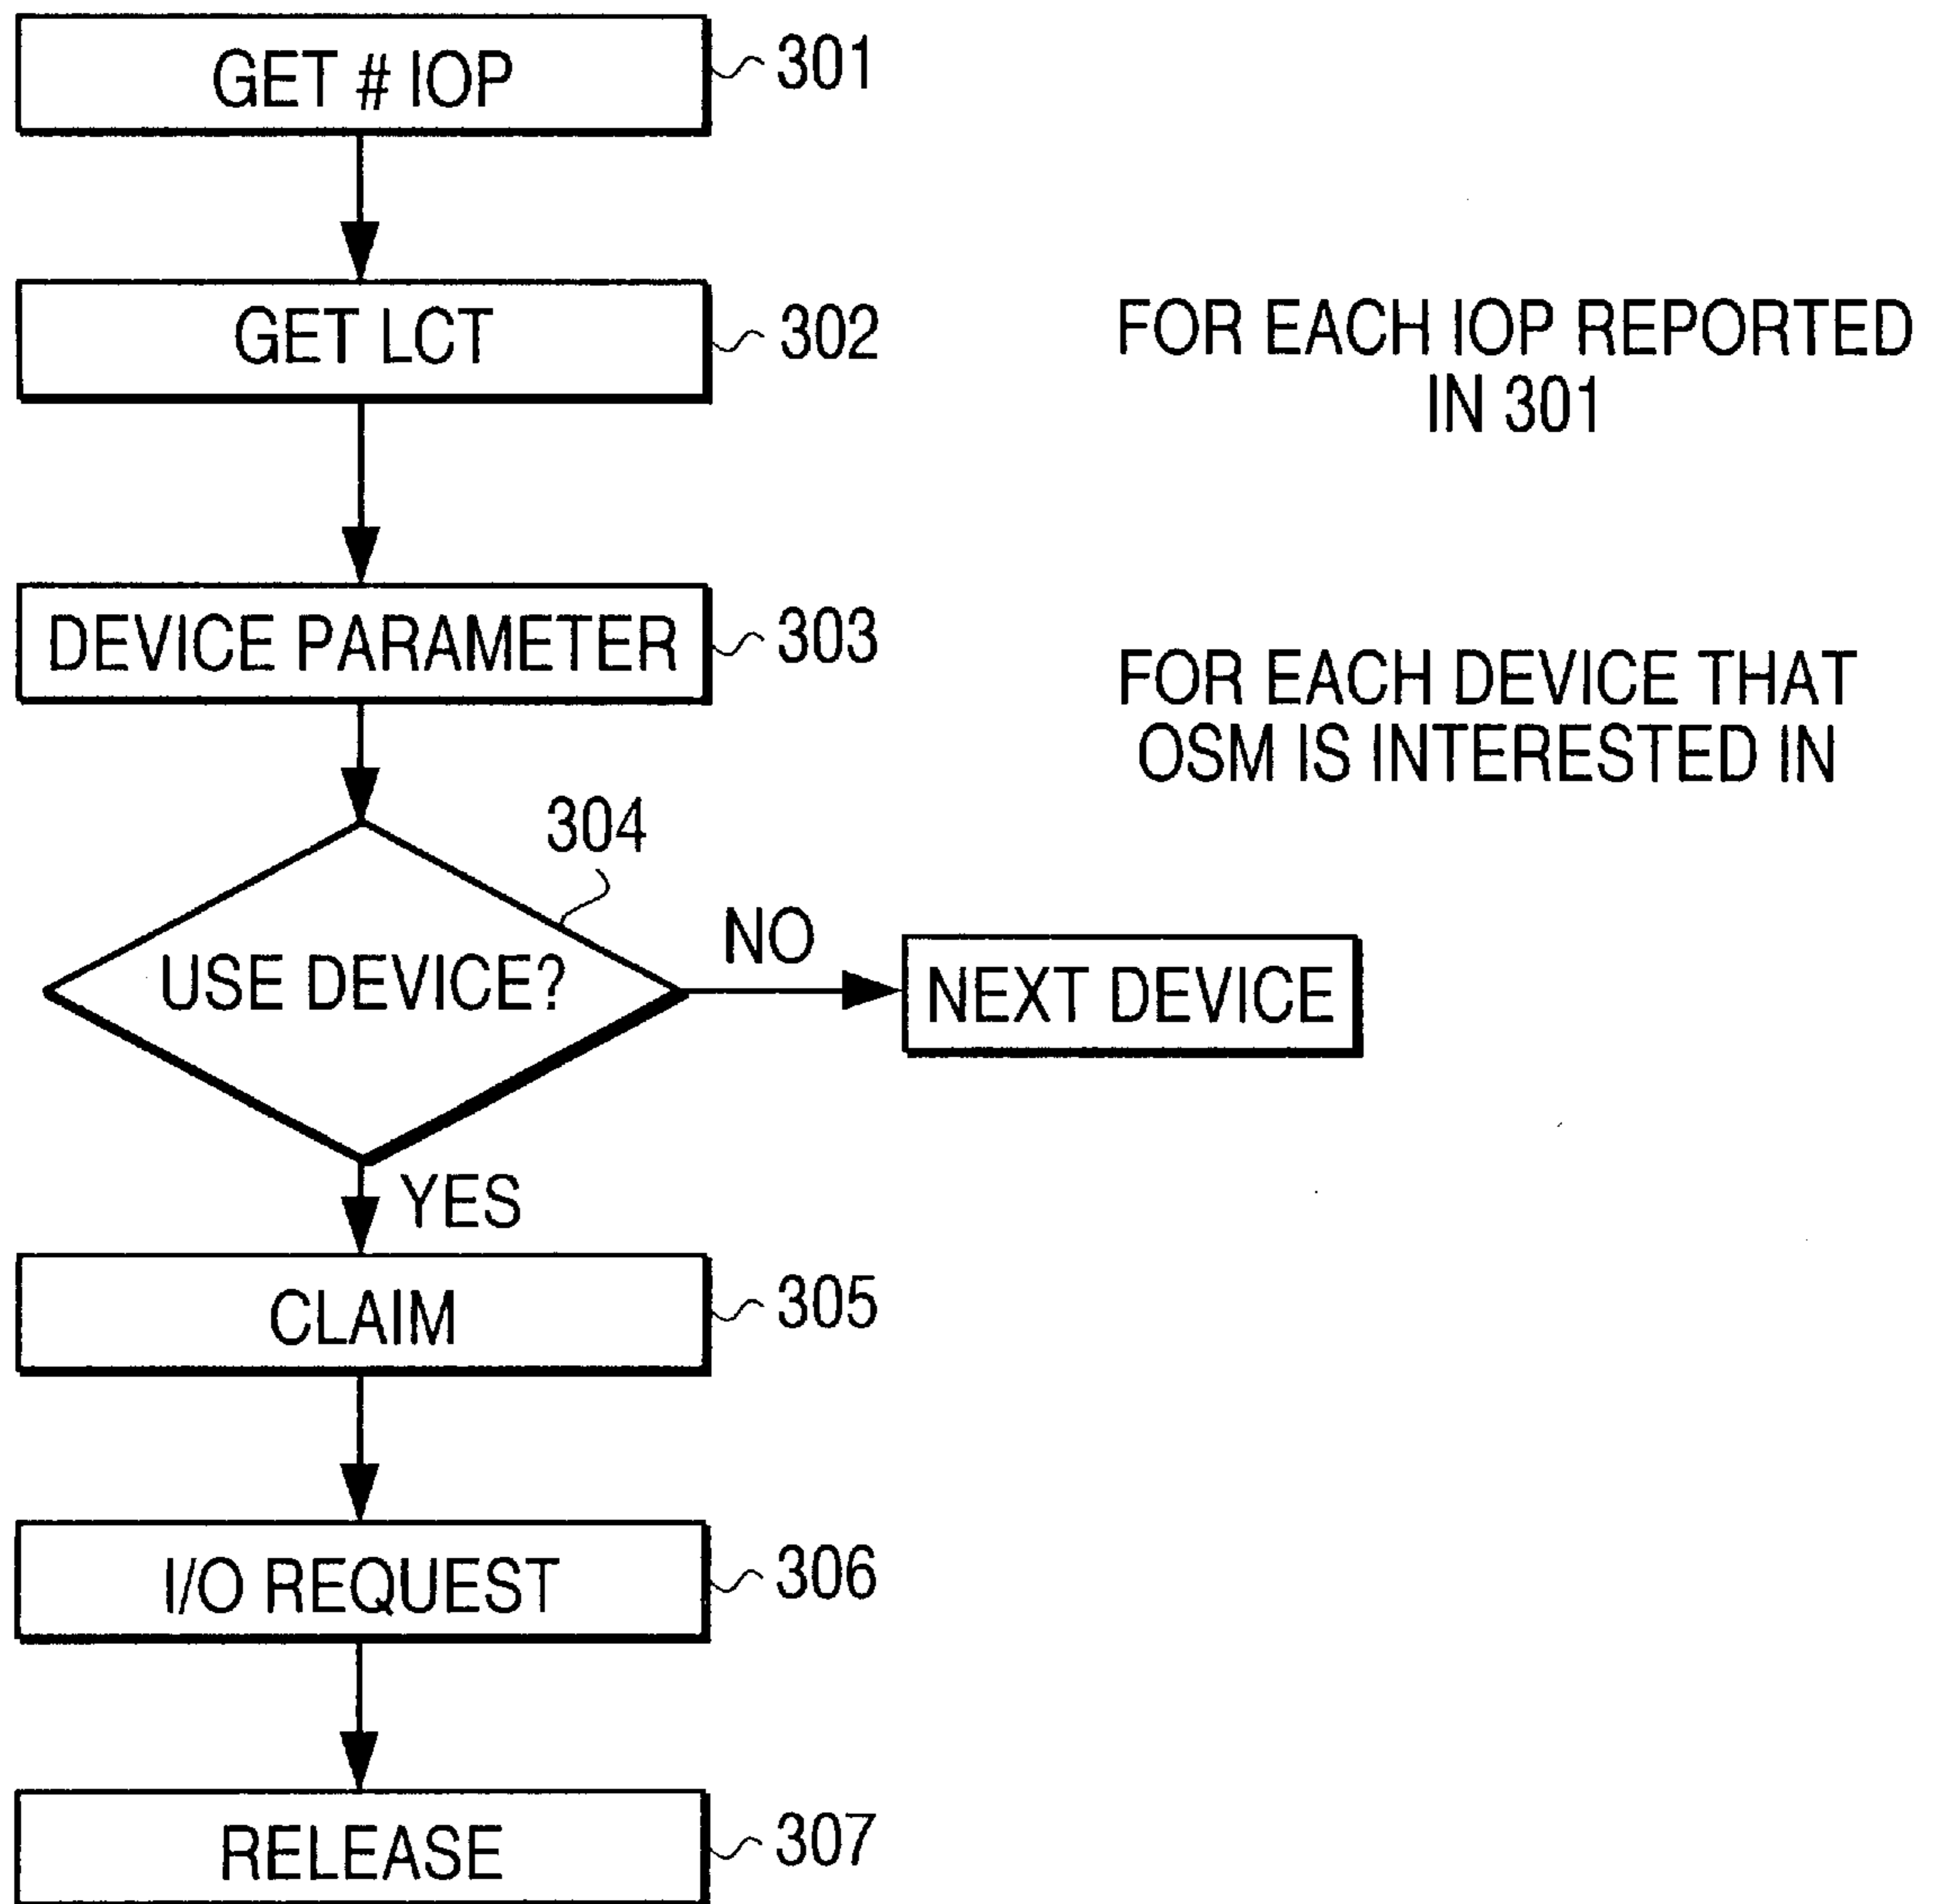 GET # IOP
301
GET LCT
302
FOR EACH IOP REPORTED
IN 301
DEVICE PARAMETER
303
FOR EACH DEVICE THAT
OSM IS INTERESTED IN
304
USE DEVICE?
NO
NEXT DEVICE
YES
CLAIM
305
I/O REQUEST
306
RELEASE
307